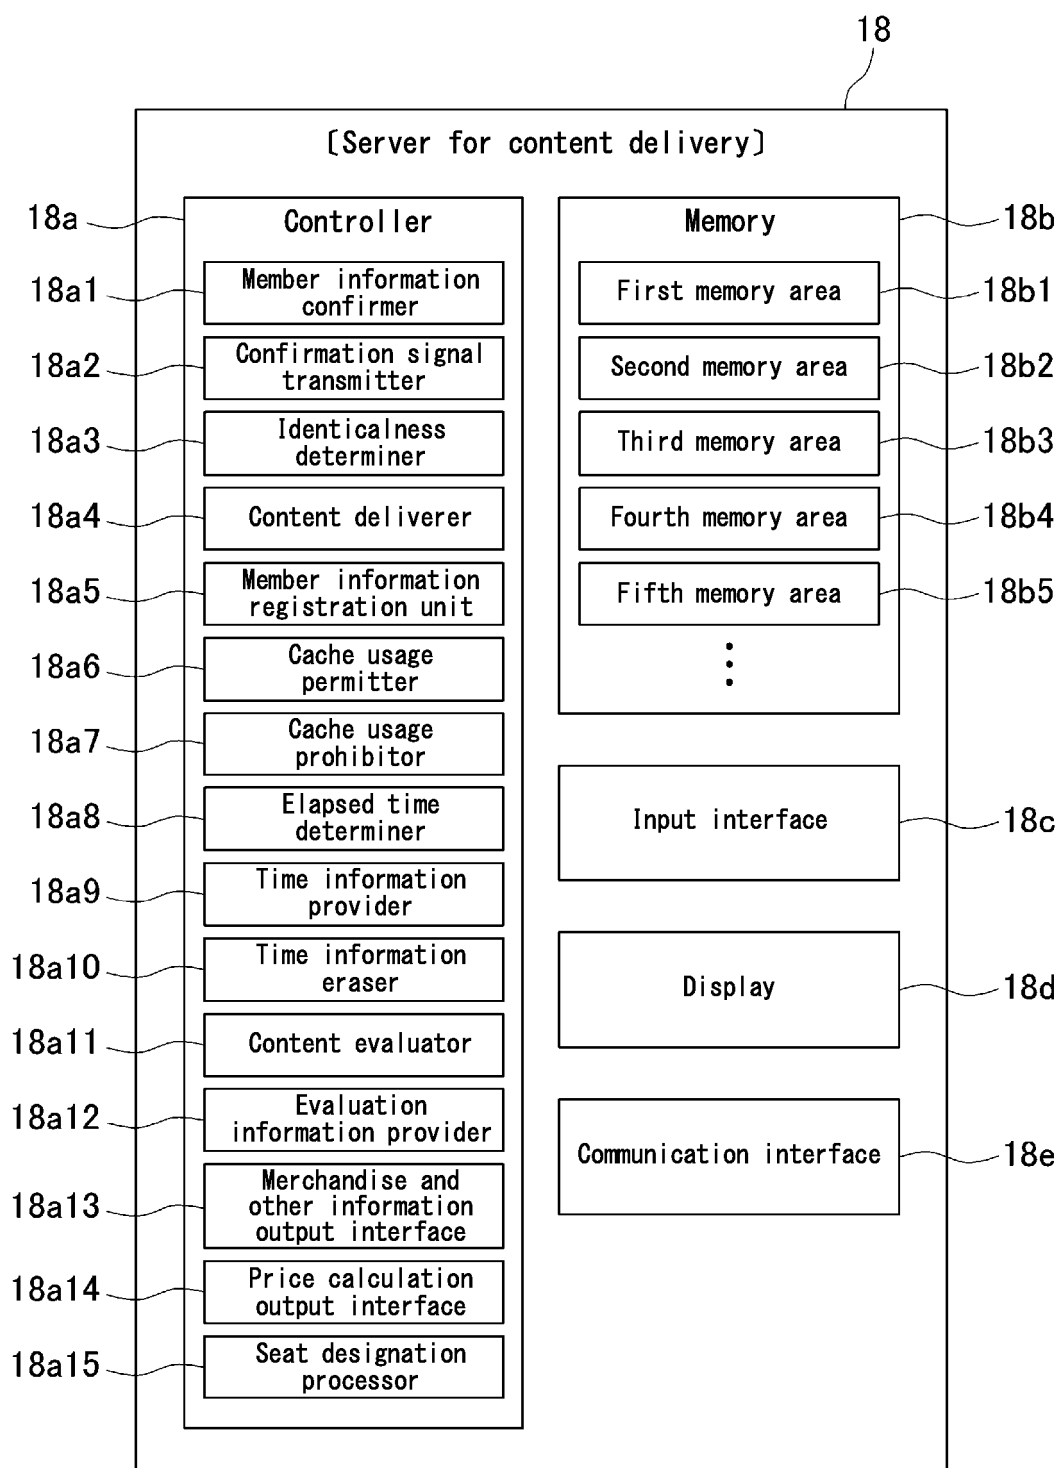 18
〔Server for content delivery〕
18a
Controller
18a1
Member information
confirmer
18a2
Confirmation signal
transmitter
18a3
Identicalness
determiner
18a4
Content deliverer
18a5
Member information
registration unit
18a6
Cache usage
permitter
18a7
Cache usage
prohibitor
18a8
Elapsed time
determiner
18a9
Time information
provider
18a10
Time information
eraser
18a11
Content evaluator
18a12
Evaluation
information provider
18a13
Merchandise and
other information
output interface
18a14
Price calculation
output interface
18a15
Seat designation
processor
Memory
18b
First memory area
18b1
Second memory area
18b2
Third memory area
18b3
Fourth memory area
18b4
Fifth memory area
18b5
Input interface
18c
Display
18d
Communication interface
18e